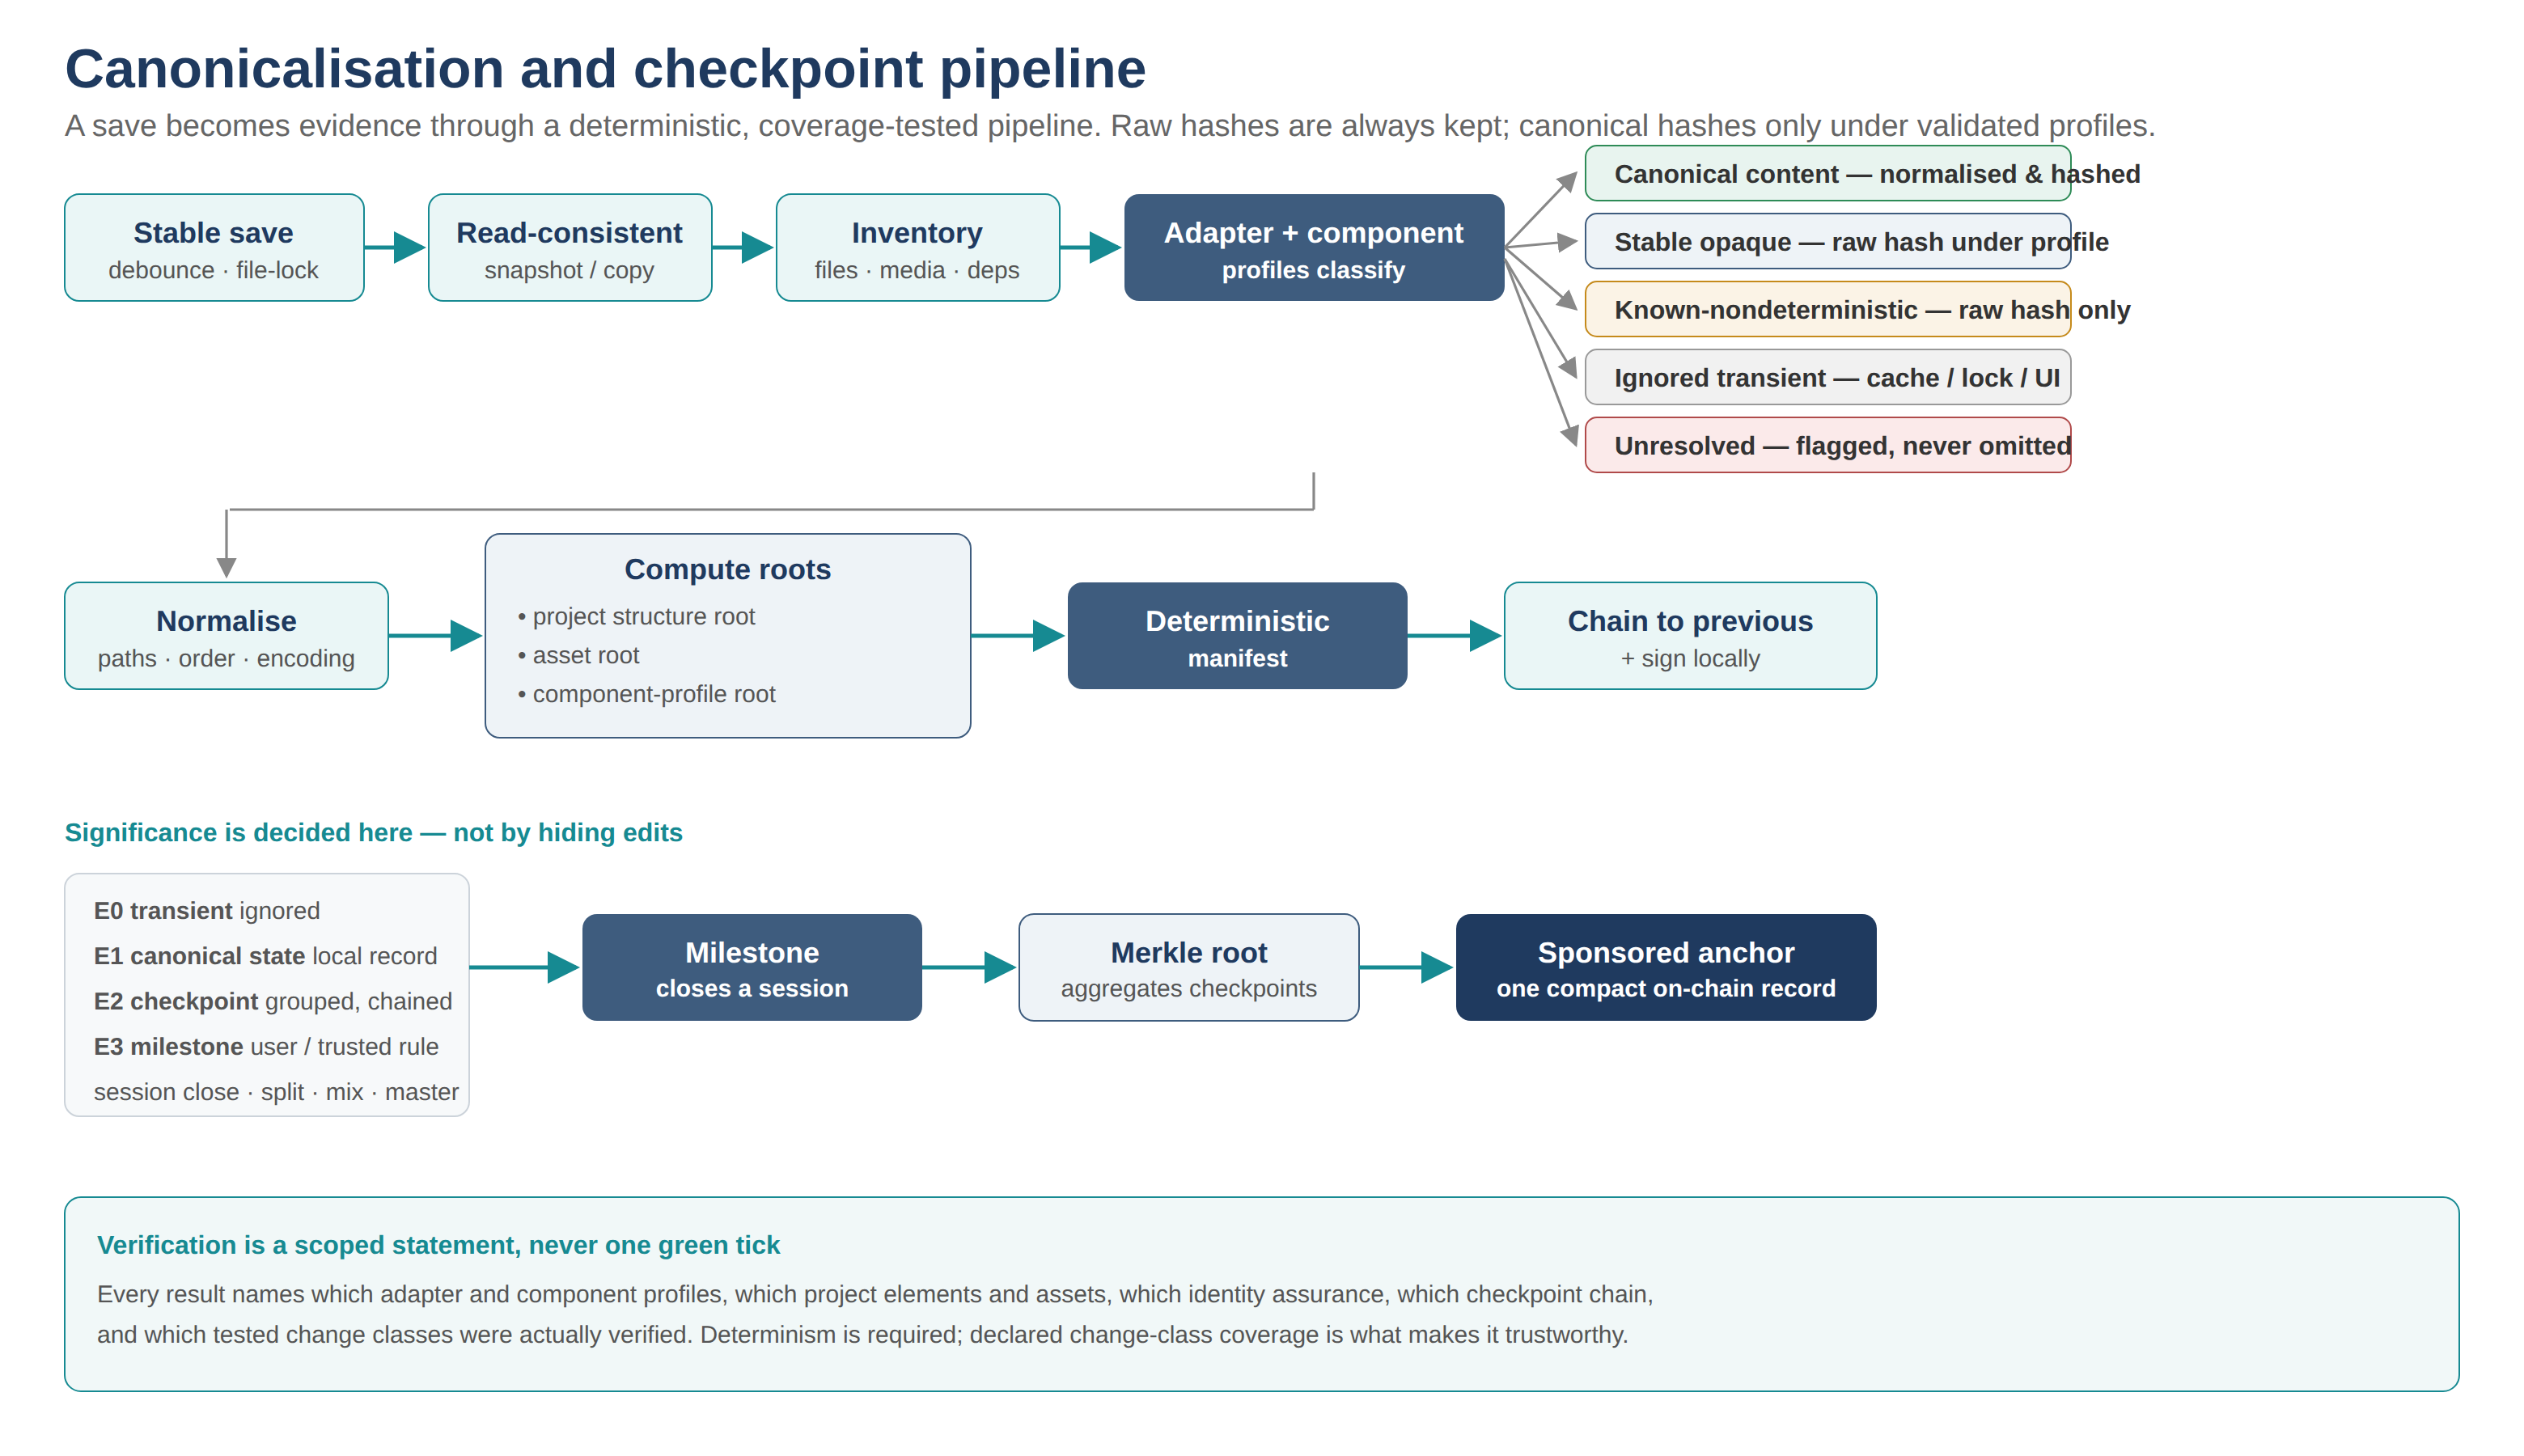 Canonicalisation and checkpoint pipeline
A save becomes evidence through a deterministic, coverage-tested pipeline. Raw hashes are always kept; canonical hashes only under validated profiles.
Stable save
debounce · file-lock
Read-consistent
snapshot / copy
Inventory
files · media · deps
Adapter + component
profiles classify
Canonical content — normalised & hashed
Stable opaque — raw hash under profile
Known-nondeterministic — raw hash only
Ignored transient — cache / lock / UI
Unresolved — flagged, never omitted
Normalise
paths · order · encoding
Compute roots
• project structure root
• asset root
• component-profile root
Deterministic
manifest
Chain to previous
+ sign locally
Significance is decided here — not by hiding edits
E0 transient ignored
E1 canonical state local record
E2 checkpoint grouped, chained
E3 milestone user / trusted rule
session close · split · mix · master
Milestone
closes a session
Merkle root
aggregates checkpoints
Sponsored anchor
one compact on-chain record
Verification is a scoped statement, never one green tick
Every result names which adapter and component profiles, which project elements and assets, which identity assurance, which checkpoint chain,
and which tested change classes were actually verified. Determinism is required; declared change-class coverage is what makes it trustworthy.